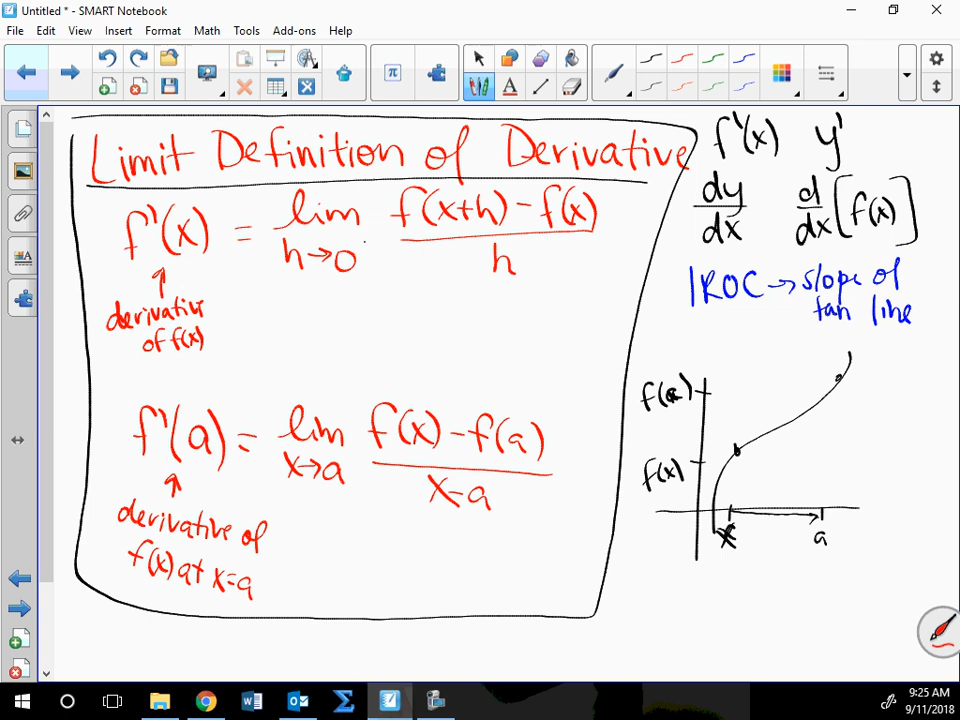 Untitled * - SMART Notebook
File Edit View Insert Format Web Tools Add-ons Help
Limit Definition of Derivative
f'(x) = lim f(x+h) - f(x)
h→0 h
↑
derivative
of f(x)
f'(a) = lim f(x) - f(a)
x→a x-a
↑
derivative of
f(x) at x=a
f'(x) y'
dy d
dx dx [f(x)]
IROC → slope of
tan line
f(a)
f(x)
x a
9:25 AM
9/11/2018